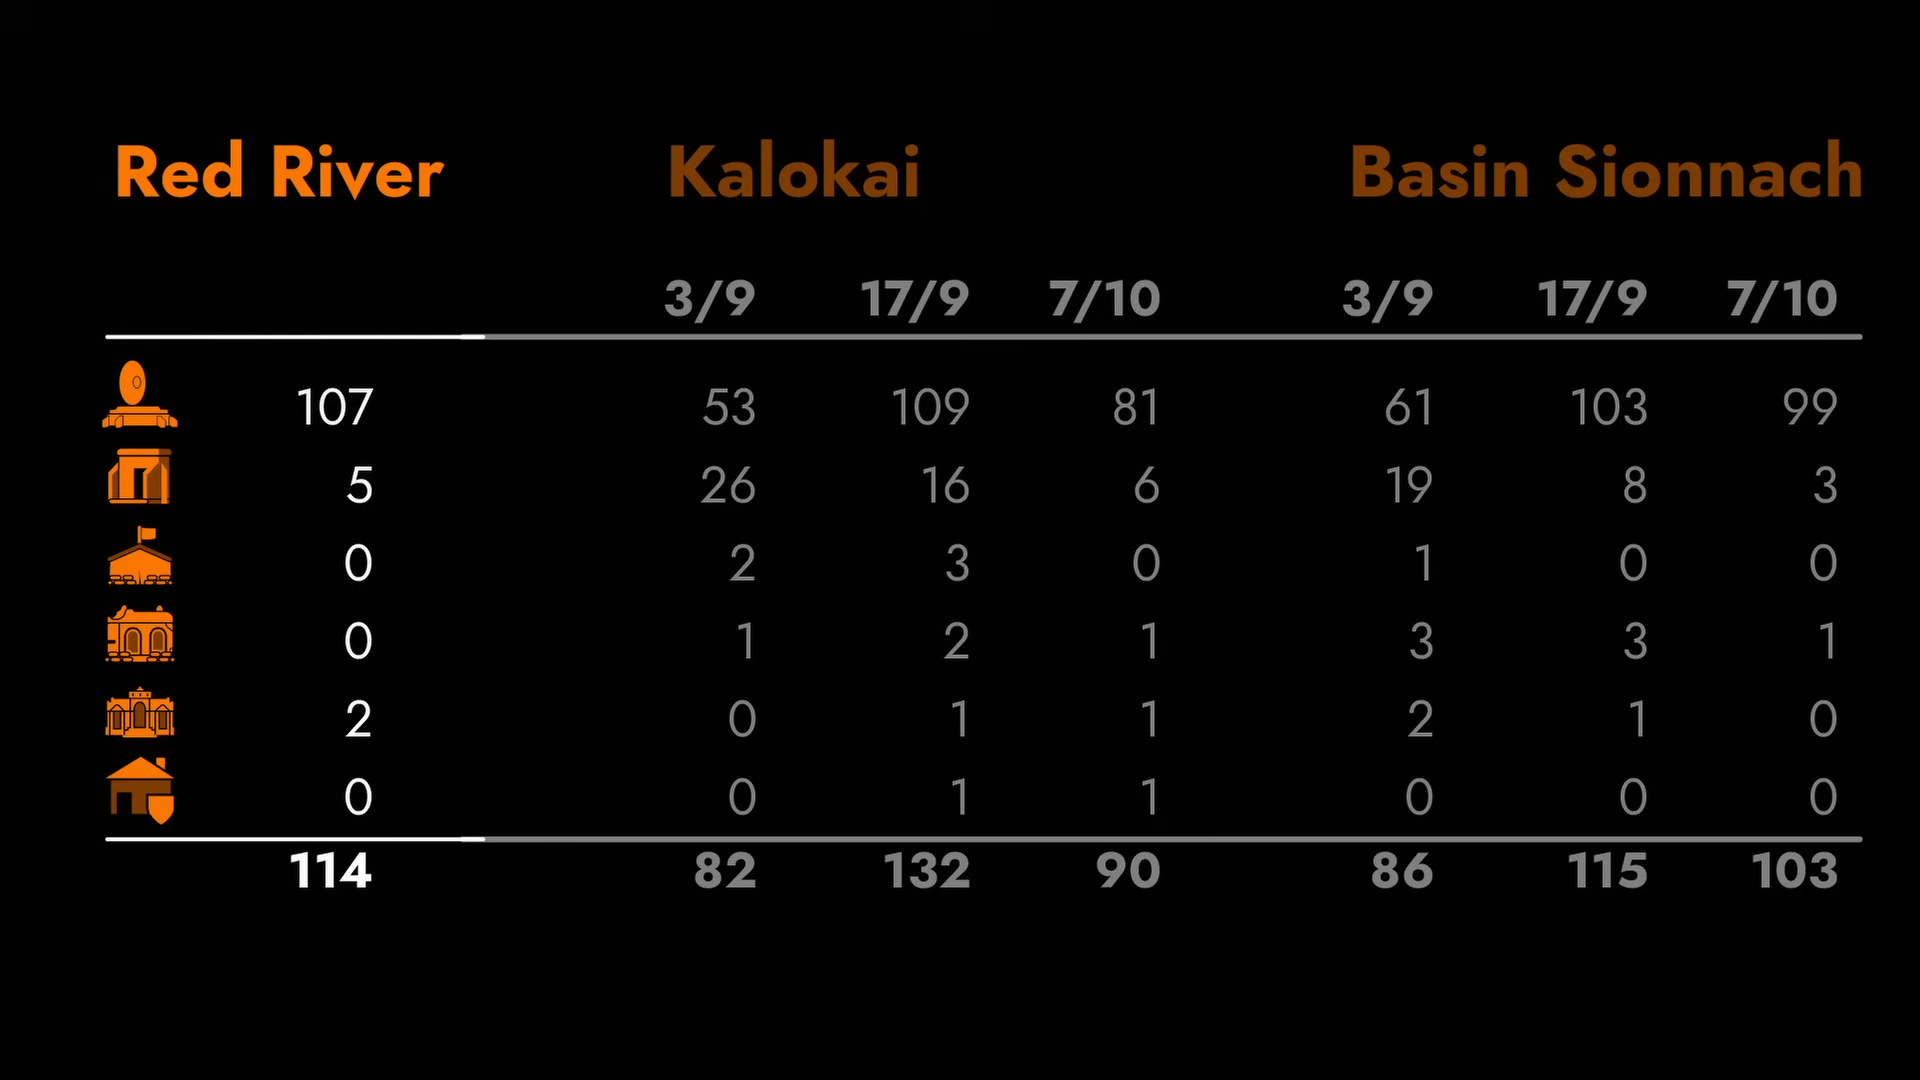 Red River Kalokai Basin Sionnach
3/9 17/9 7/10 3/9 17/9 7/10
107 53 109 81 61 103 99
5 26 16 6 19 8 3
0 2 3 0 1 0 0
0 1 2 1 3 3 1
2 0 1 1 2 1 0
0 0 1 1 0 0 0
114 82 132 90 86 115 103